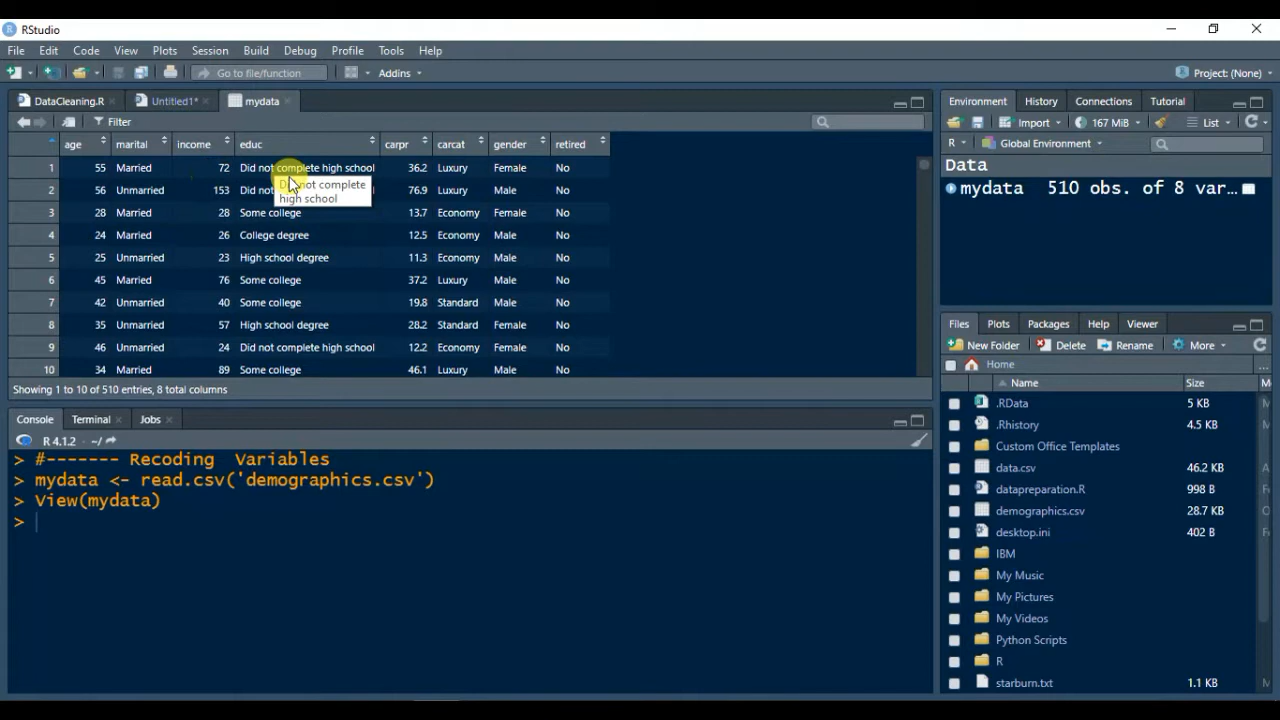 RStudio
File Edit Code View Plots Session Build Debug Profile Tools Help
Go to file/function Addins Project: (None)
DataCleaning.R Untitled1* mydata
Filter
age marital income educ carpr carcat gender retired
1 55 Married 72 Did not complete high school 36.2 Luxury Female No
2 56 Unmarried 153 Did not 76.9 Luxury Male No
Did not complete
high school
3 28 Married 28 Some college 13.7 Economy Female No
4 24 Married 26 College degree 12.5 Economy Male No
5 25 Unmarried 23 High school degree 11.3 Economy Male No
6 45 Married 76 Some college 37.2 Luxury Male No
7 42 Unmarried 40 Some college 19.8 Standard Male No
8 35 Unmarried 57 High school degree 28.2 Standard Female No
9 46 Unmarried 24 Did not complete high school 12.2 Economy Female No
10 34 Married 89 Some college 46.1 Luxury Male No
Showing 1 to 10 of 510 entries, 8 total columns
Console Terminal Jobs
R 4.1.2 · ~/
> #------- Recoding Variables
> mydata <- read.csv('demographics.csv')
> View(mydata)
>
Environment History Connections Tutorial
Import 167 MiB List
R Global Environment
Data
mydata 510 obs. of 8 var…
Files Plots Packages Help Viewer
New Folder Delete Rename More
Home ...
Name Size M
.RData 5 KB
.Rhistory 4.5 KB
Custom Office Templates
data.csv 46.2 KB
datapreparation.R 998 B
demographics.csv 28.7 KB
desktop.ini 402 B
IBM
My Music
My Pictures
My Videos
Python Scripts
R
starburn.txt 1.1 KB